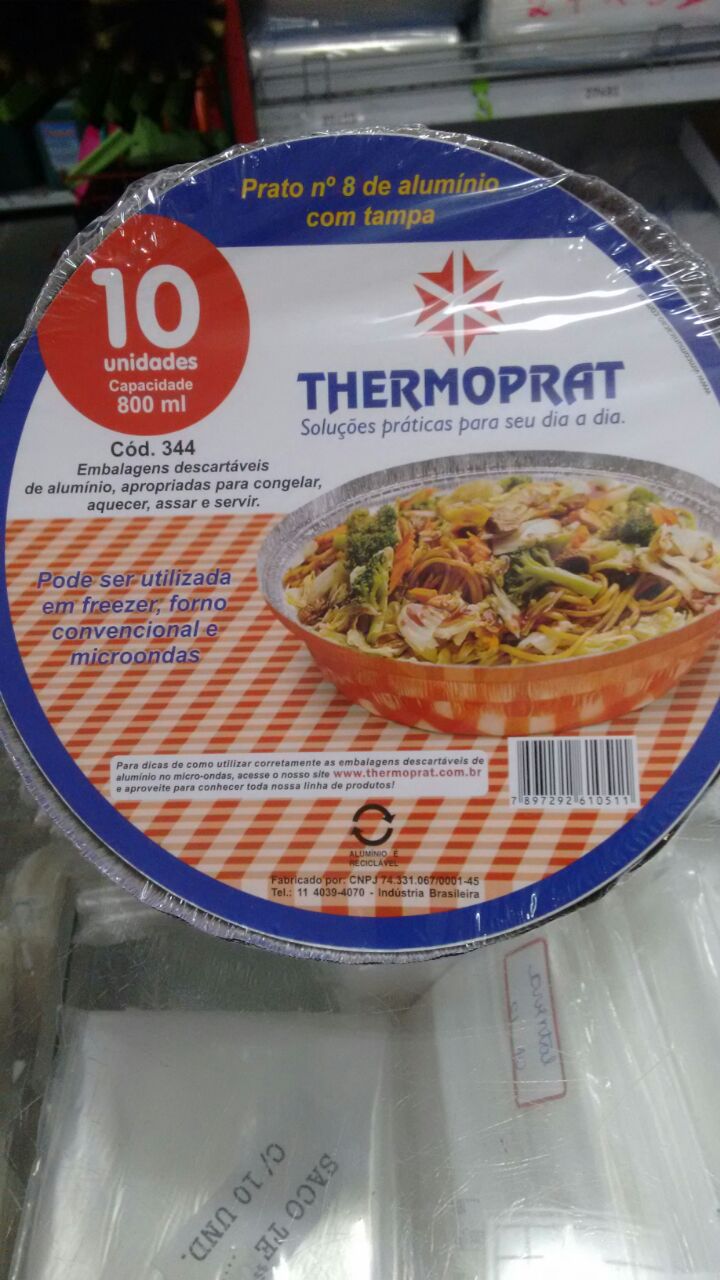 Prato nº 8 de alumínio
com tampa
10
unidades
Capacidade
800 ml
THERMOPRAT
Soluções práticas para seu dia a dia.
Cód. 344
Embalagens descartáveis
de alumínio, apropriadas para congelar,
aquecer, assar e servir.
Pode ser utilizada
em freezer, forno
convencional e
microondas
Para dicas de como utilizar corretamente as embalagens descartáveis de
alumínio no micro-ondas, acesse o nosso site www.thermoprat.com.br
e aproveite para conhecer toda nossa linha de produtos!
7 897292 610511
ALUMÍNIO É
RECICLÁVEL
Fabricado por: CNPJ 74.331.067/0001-45
Tel.: 11 4039-4070 - Indústria Brasileira
SACO TE
C/ 10 UND.